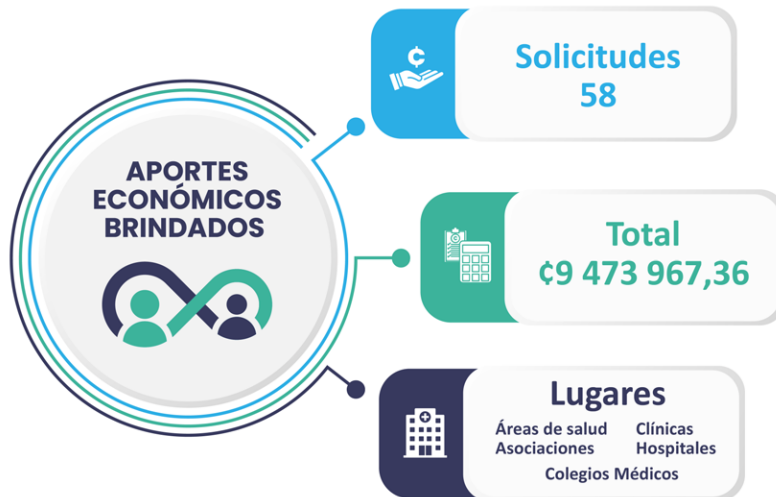 APORTES
ECONÓMICOS
BRINDADOS
Solicitudes
58
Total
¢9 473 967,36
Lugares
Áreas de salud Clínicas
Asociaciones Hospitales
Colegios Médicos